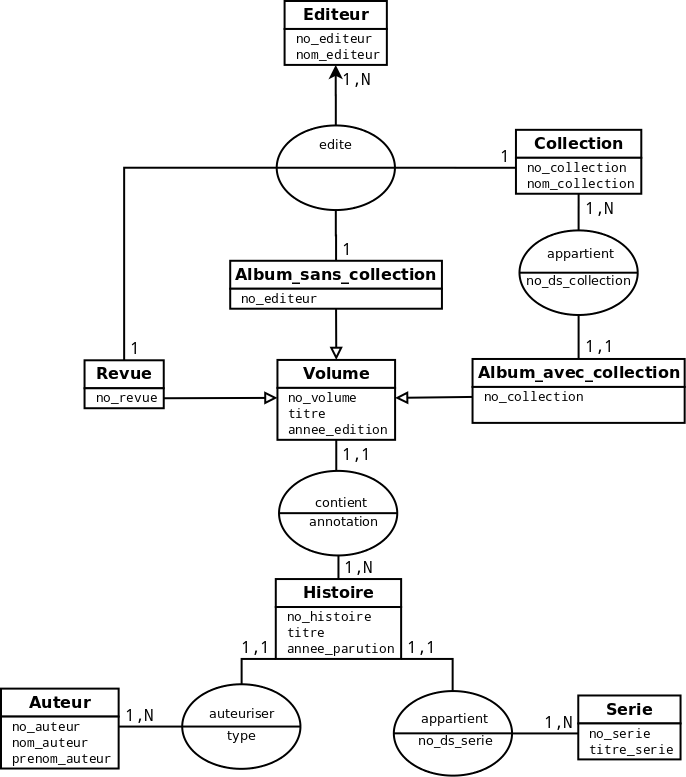 Editeur
no_editeur
nom_editeur
1,N
edite
1
Collection
no_collection
nom_collection
1,N
1
Album_sans_collection
no_editeur
appartient
no_ds_collection
1
1,1
Revue
no_revue
Volume
no_volume
titre
annee_edition
Album_avec_collection
no_collection
1,1
contient
annotation
1,N
Histoire
no_histoire
titre
annee_parution
1,1
1,1
Auteur
no_auteur
nom_auteur
prenom_auteur
1,N
auteuriser
type
appartient
no_ds_serie
1,N
Serie
no_serie
titre_serie